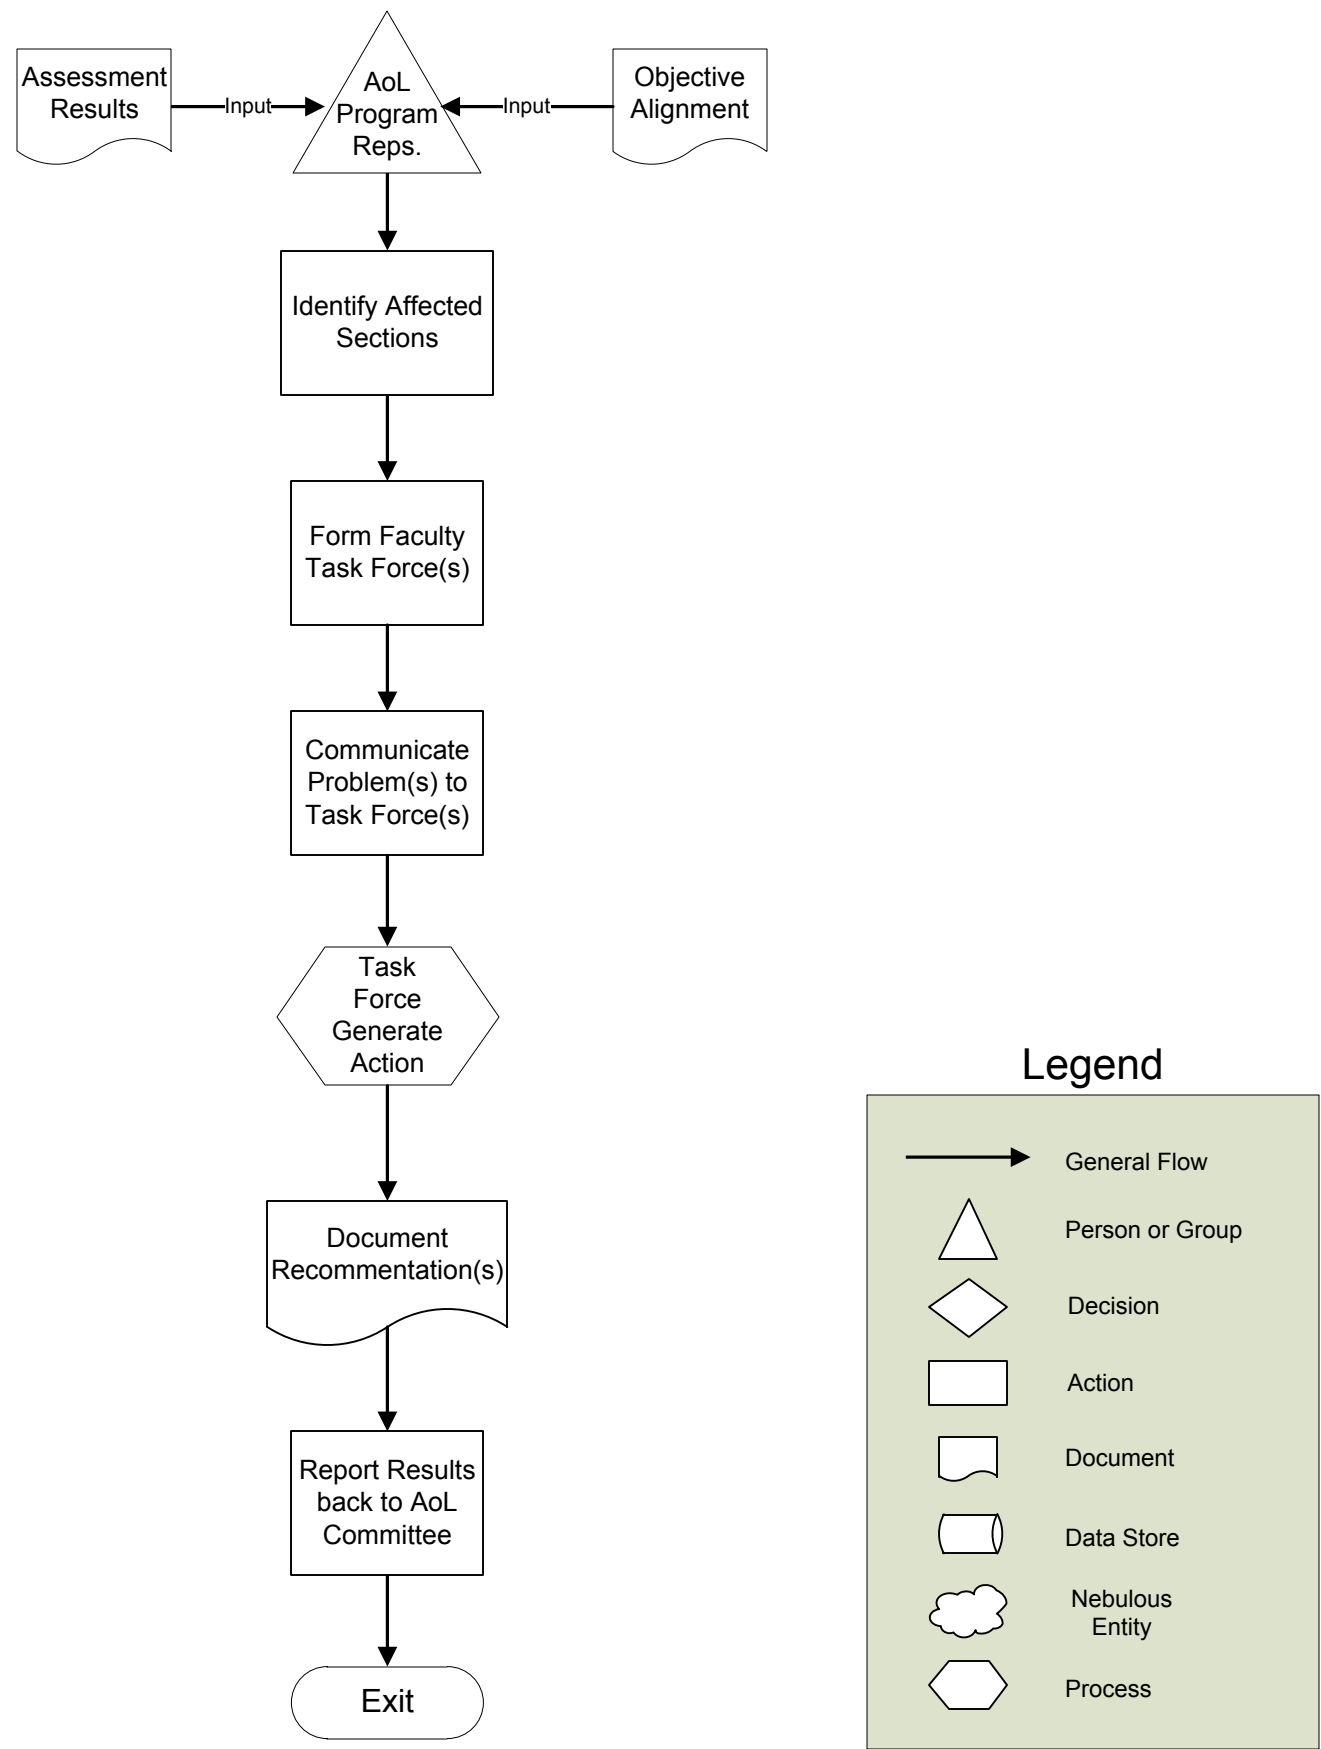 Assessment
Results
Input
AoL
Program
Reps.
Input
Objective
Alignment
Identify Affected
Sections
Form Faculty
Task Force(s)
Communicate
Problem(s) to
Task Force(s)
Task
Force
Generate
Action
Document
Recommentation(s)
Report Results
back to AoL
Committee
Exit
Legend
General Flow
Person or Group
Decision
Action
Document
Data Store
Nebulous
Entity
Process